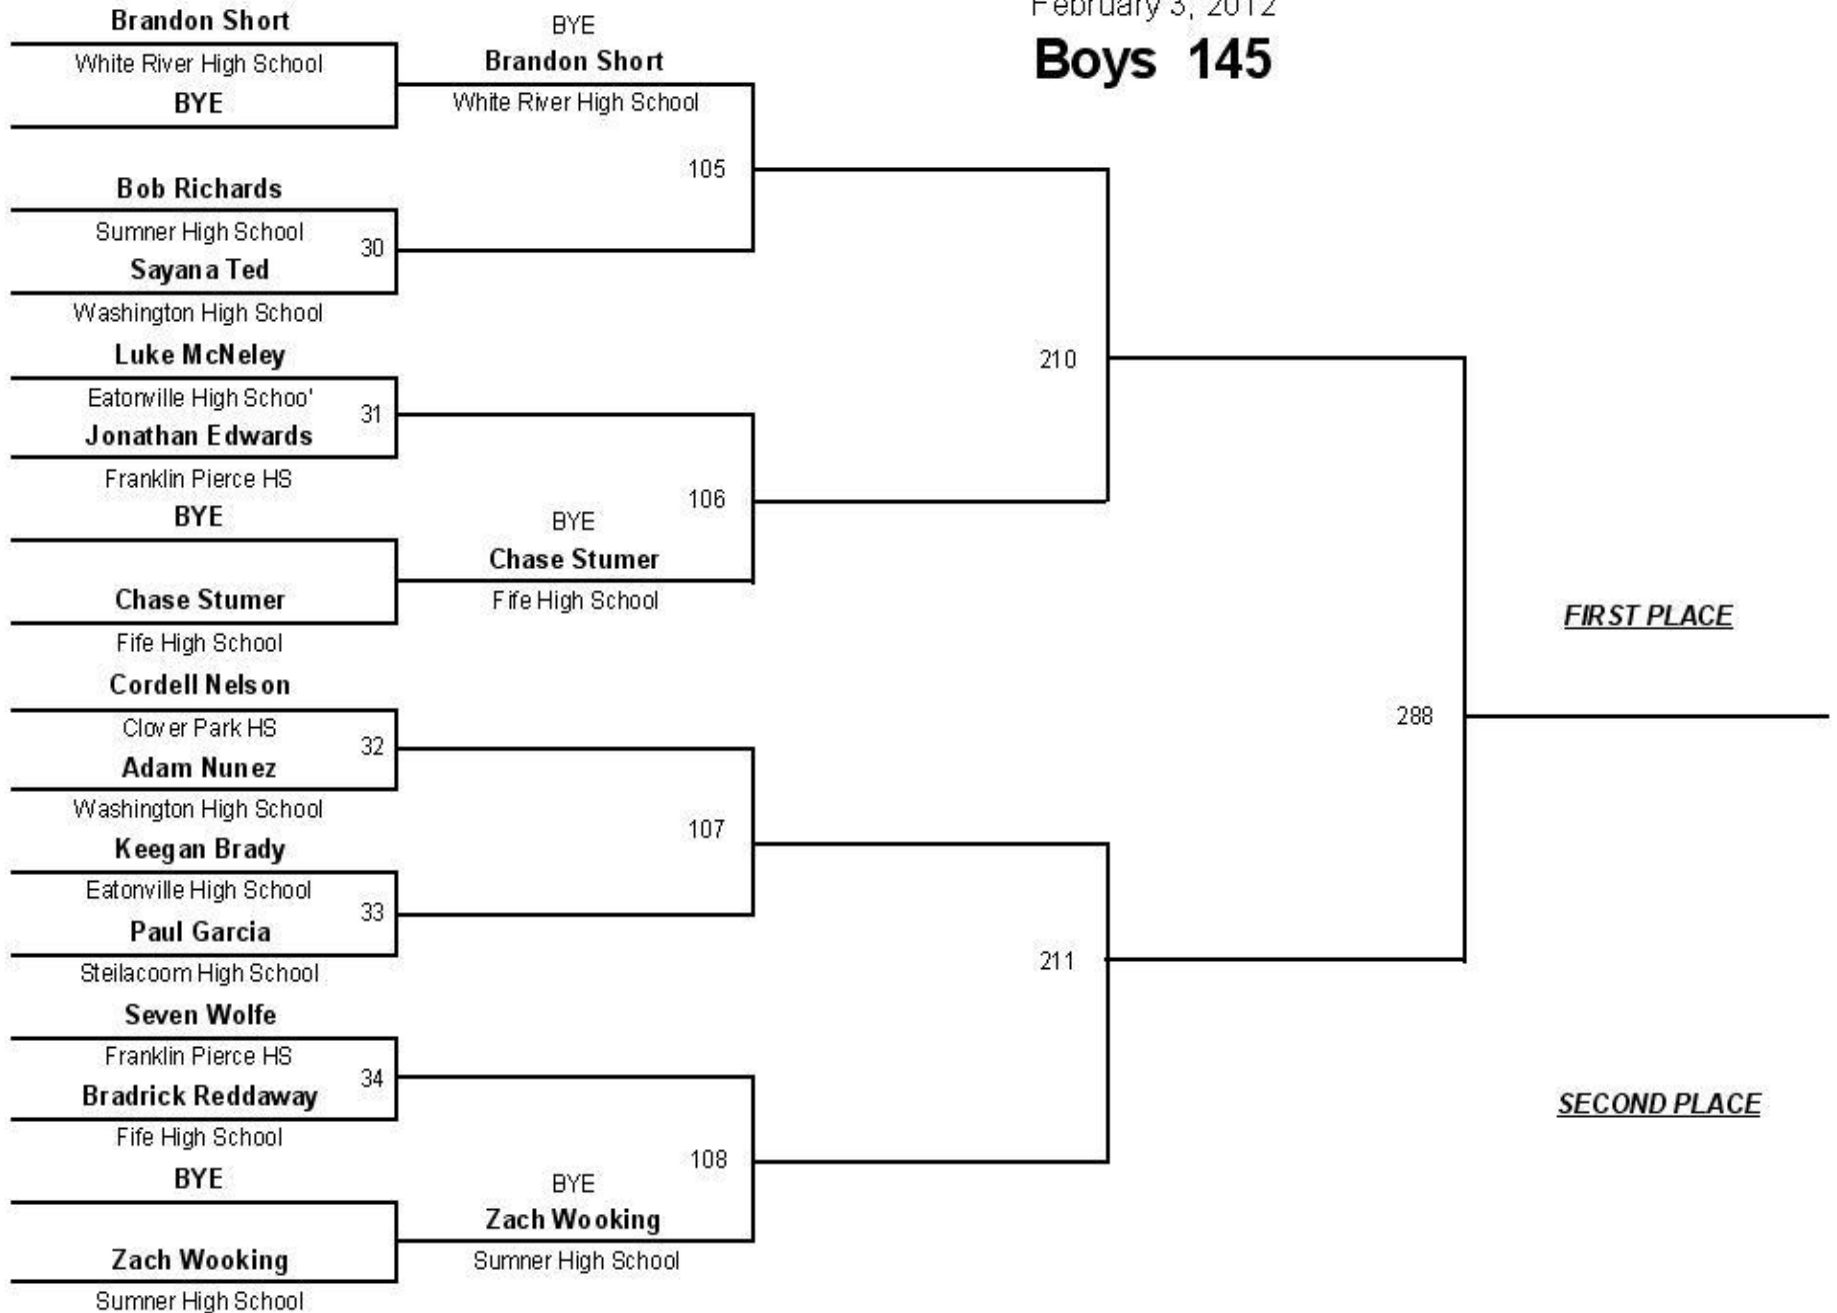 February 3, 2012
Boys 145
Brandon Short
White River High School
BYE
Bob Richards
Sumner High School
30
Sayana Ted
Washington High School
Luke McNeley
Eatonville High Schoo'
31
Jonathan Edwards
Franklin Pierce HS
BYE
Chase Stumer
Fife High School
Cordell Nelson
Clover Park HS
32
Adam Nunez
Washington High School
Keegan Brady
Eatonville High School
33
Paul Garcia
Steilacoom High School
Seven Wolfe
Franklin Pierce HS
34
Bradrick Reddaway
Fife High School
BYE
Zach Wooking
Sumner High School
BYE
Brandon Short
White River High School
105
106
BYE
Chase Stumer
Fife High School
107
108
BYE
Zach Wooking
Sumner High School
210
211
288
FIRST PLACE
SECOND PLACE